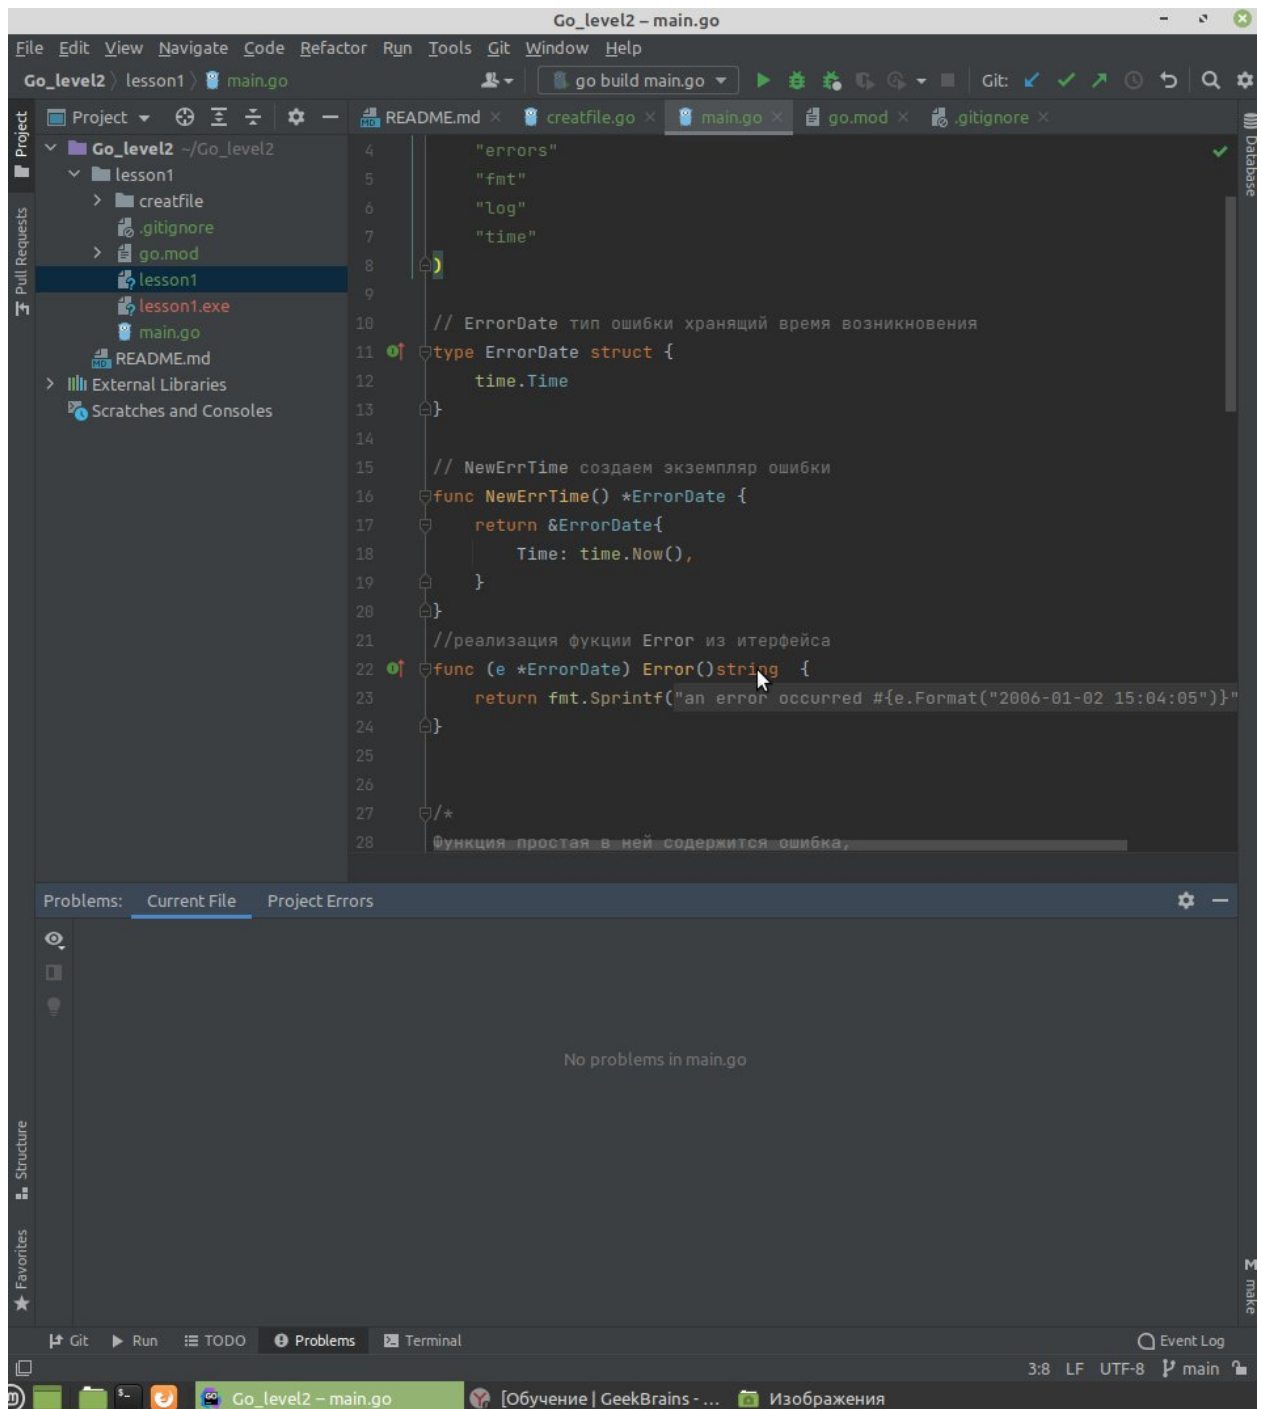 Go_level2 – main.go
File Edit View Navigate Code Refactor Run Tools Git Window Help
Go_level2 lesson1 main.go go build main.go Git:
Project README.md creatfile.go main.go go.mod .gitignore
Go_level2 ~/Go_level2
lesson1
creatfile
.gitignore
go.mod
lesson1
lesson1.exe
main.go
README.md
External Libraries
Scratches and Consoles
4 "errors"
5 "fmt"
6 "log"
7 "time"
8 )
9
10 // ErrorDate тип ошибки хранящий время возникновения
11 type ErrorDate struct {
12 time.Time
13 }
14
15 // NewErrTime создаем экземпляр ошибки
16 func NewErrTime() *ErrorDate {
17 return &ErrorDate{
18 Time: time.Now(),
19 }
20 }
21 //реализация фукции Error из итерфейса
22 func (e *ErrorDate) Error()string {
23 return fmt.Sprintf("an error occurred #{e.Format("2006-01-02 15:04:05")}"
24 }
25
26
27 /*
28 Функция простая в ней содержится ошибка,
Project
Pull Requests
Structure
Favorites
Database
make
Problems: Current File Project Errors
No problems in main.go
Git Run TODO Problems Terminal Event Log
3:8 LF UTF-8 main
Go_level2 – main.go [Обучение | GeekBrains - ... Изображения